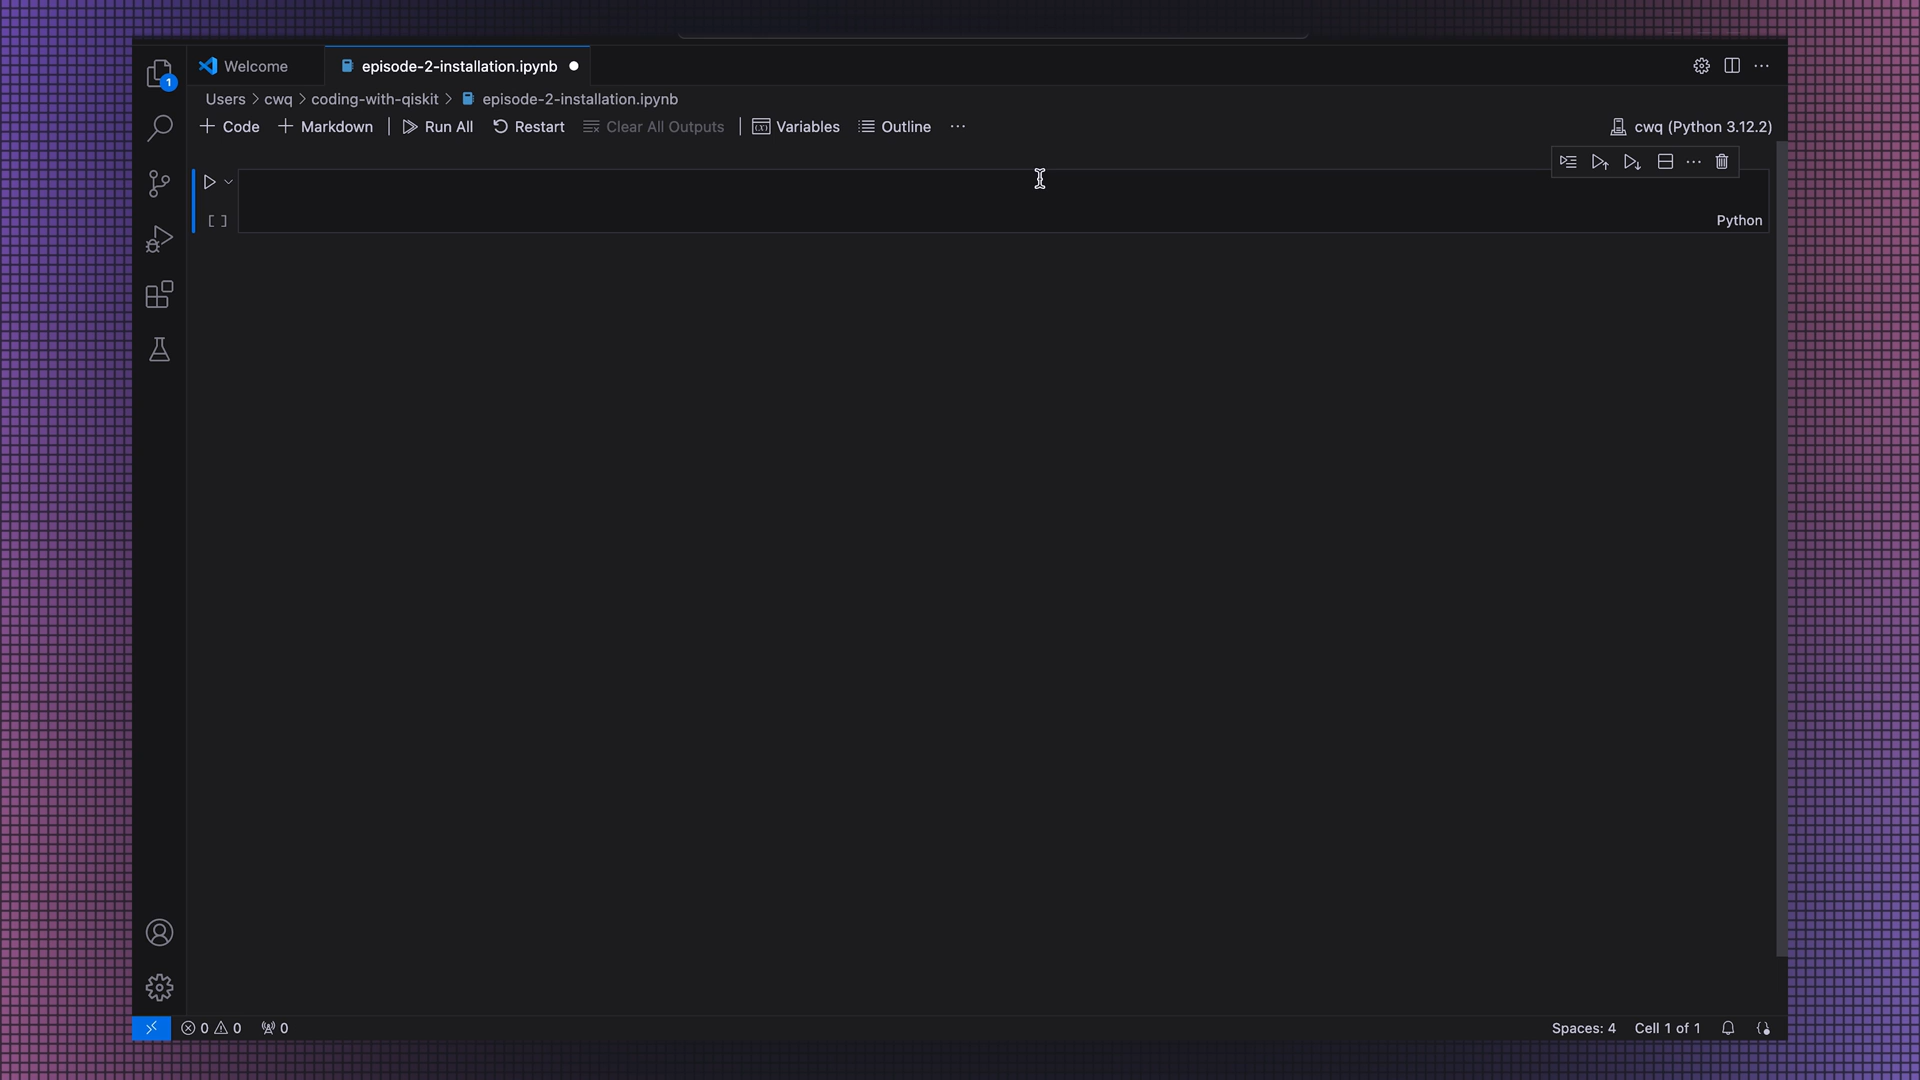 Welcome
episode-2-installation.ipynb
Users > cwq > coding-with-qiskit > episode-2-installation.ipynb
+ Code + Markdown | Run All Restart Clear All Outputs | (x) Variables Outline ...
cwq (Python 3.12.2)
1
[ ]
Python
0 0 0
Spaces: 4 Cell 1 of 1